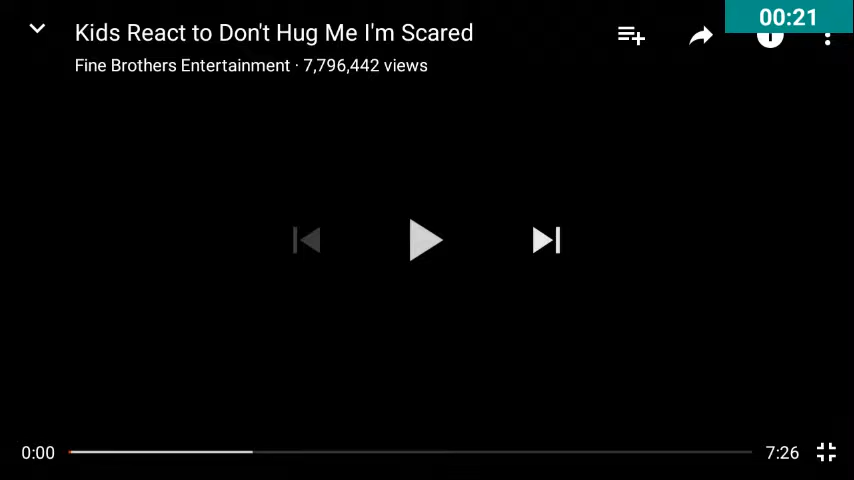 00:21
Kids React to Don't Hug Me I'm Scared
Fine Brothers Entertainment · 7,796,442 views
0:00
7:26